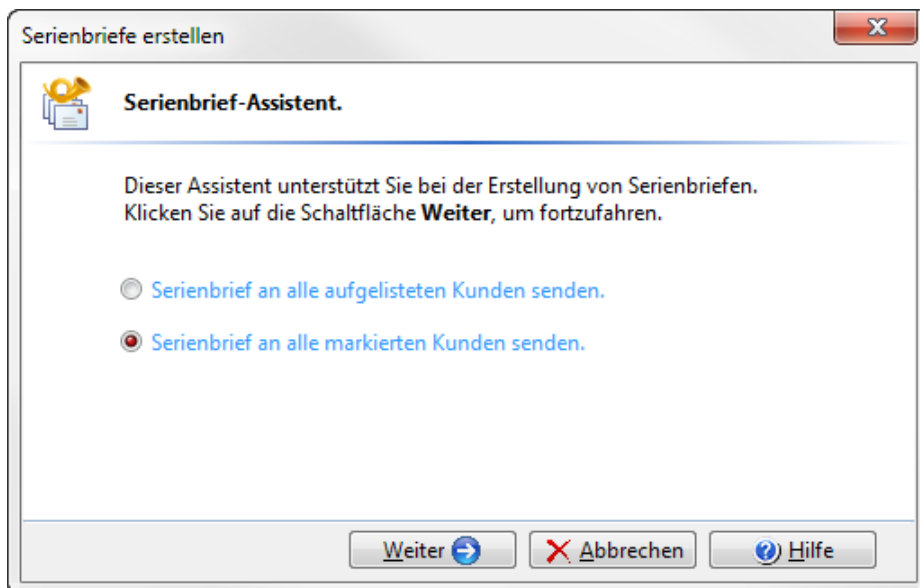 Serienbriefe erstellen
Serienbrief-Assistent.
Dieser Assistent unterstützt Sie bei der Erstellung von Serienbriefen.
Klicken Sie auf die Schaltfläche Weiter, um fortzufahren.
Serienbrief an alle aufgelisteten Kunden senden.
Serienbrief an alle markierten Kunden senden.
Weiter Abbrechen Hilfe